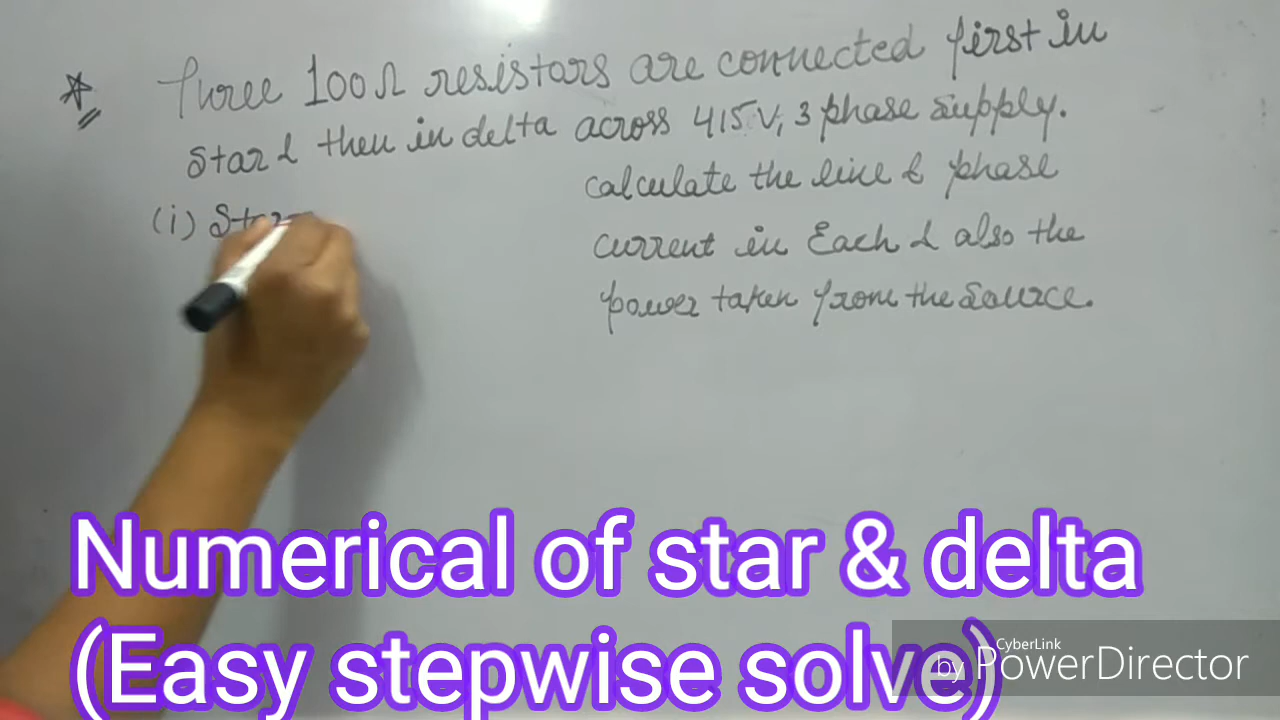 Three 100Ω resistors are connected first in
star & then in delta across 415V, 3 phase supply.
calculate the line & phase
(i) Star
current in Each & also the
power taken from the source.
Numerical of star & delta
(Easy stepwise solve)
CyberLink
by PowerDirector